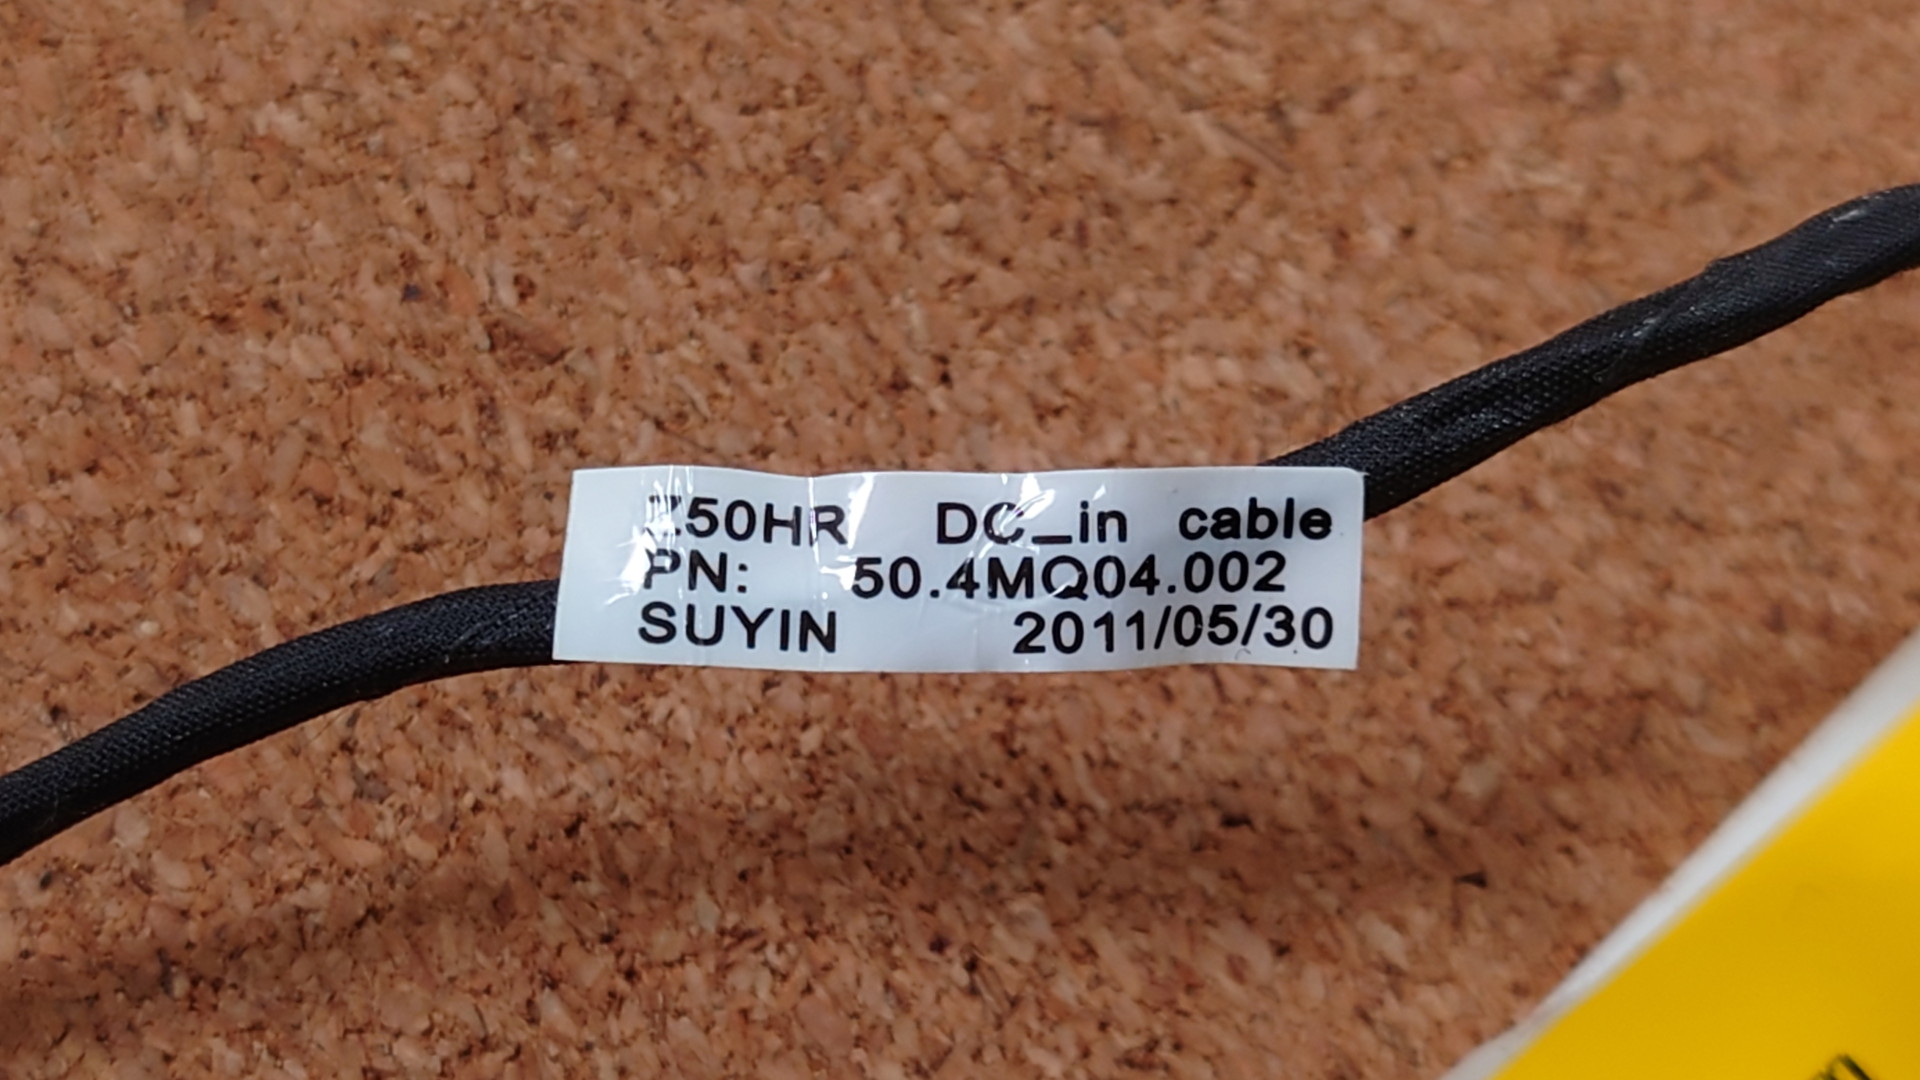 Z50HR DC_in cable
PN: 50.4MQ04.002
SUYIN 2011/05/30